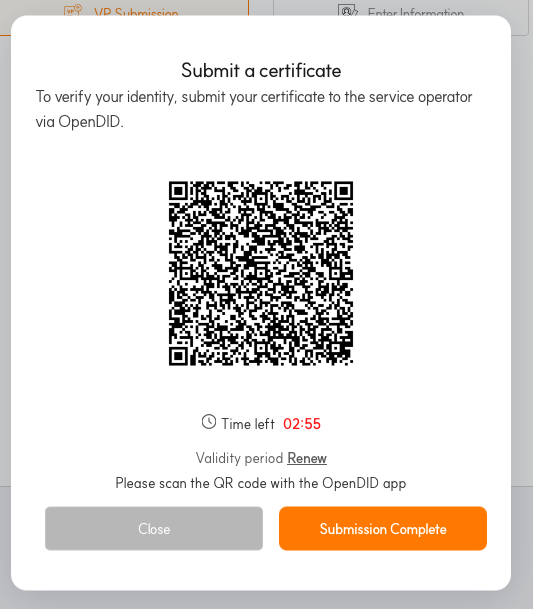 VP Submission
Enter Information
Submit a certificate
To verify your identity, submit your certificate to the service operator
via OpenDID.
Time left 02:55
Validity period Renew
Please scan the QR code with the OpenDID app
Close
Submission Complete